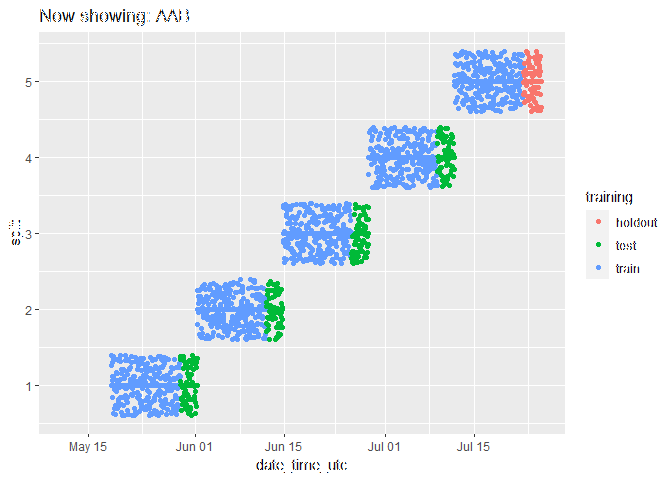 Now showing: AAB
5
4
3
2
1
split
May 15
Jun 01
Jun 15
Jul 01
Jul 15
date_time_utc
training
holdout
test
train